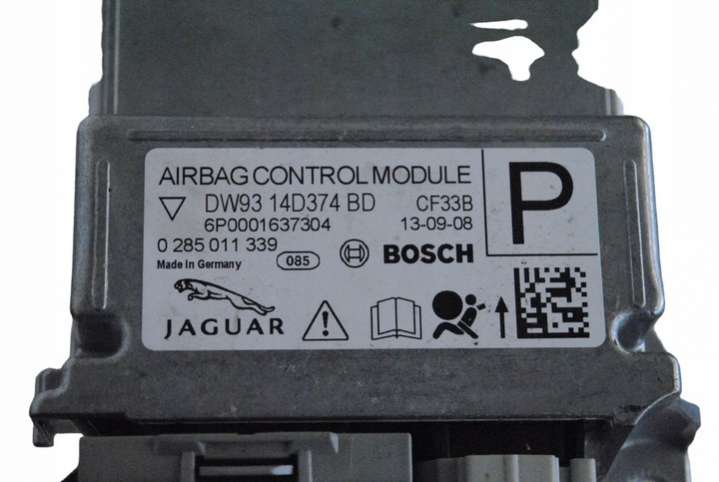 AIRBAG CONTROL MODULE
P
DW93 14D374 BD CF33B
6P0001637304 13-09-08
0 285 011 339
Made in Germany 085 BOSCH
JAGUAR